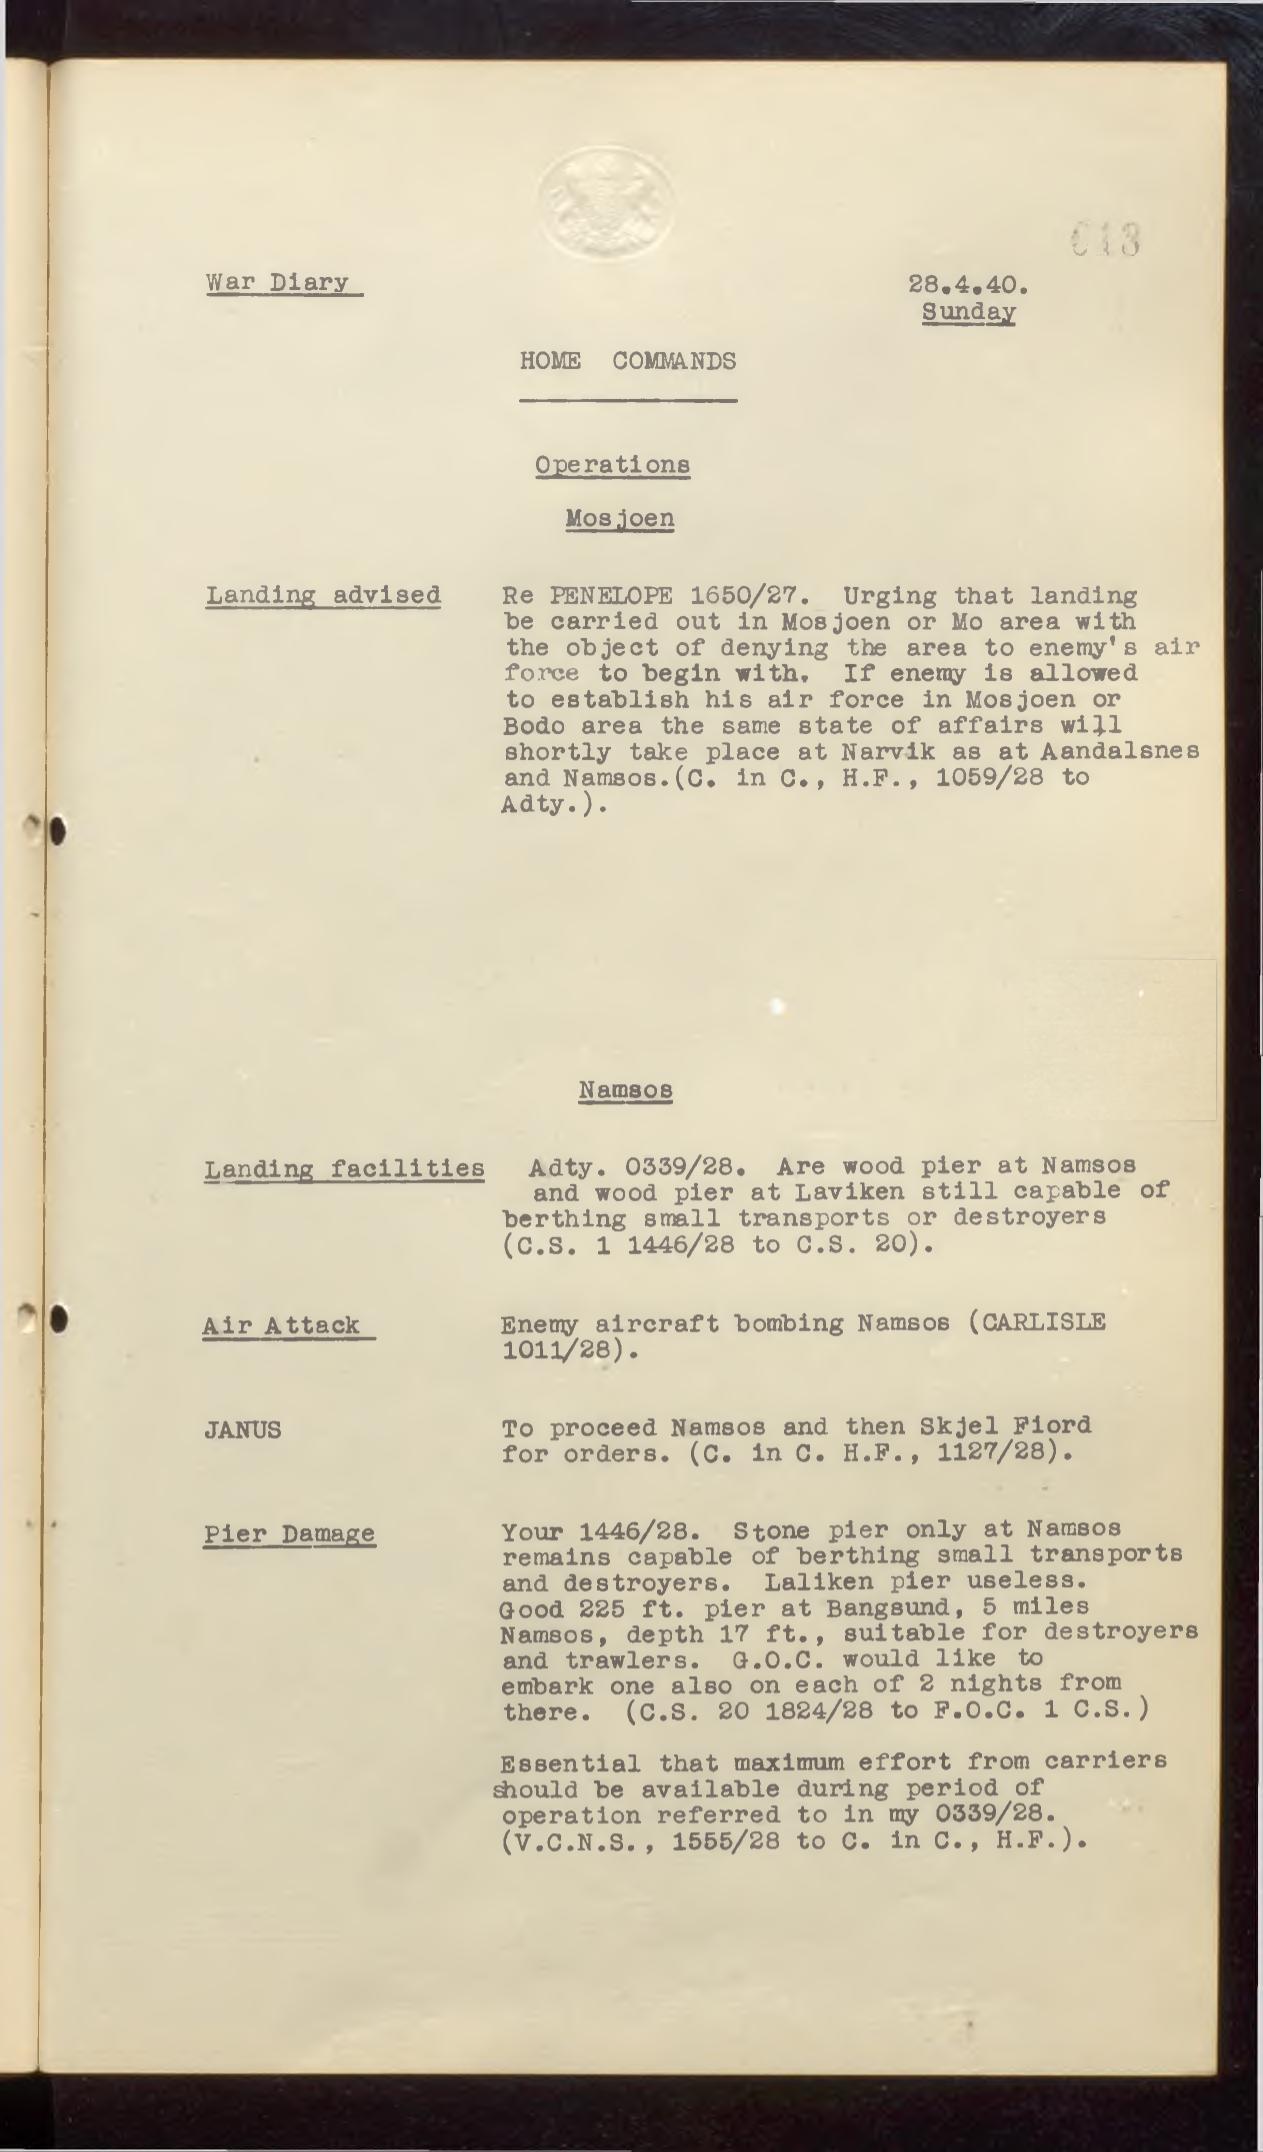 613
War Diary
28.4.40.
Sunday
HOME COMMANDS
Operations
Mosjoen
Landing advised
Re PENELOPE 1650/27. Urging that landing
be carried out in Mosjoen or Mo area with
the object of denying the area to enemy's air
force to begin with. If enemy is allowed
to establish his air force in Mosjoen or
Bodo area the same state of affairs will
shortly take place at Narvik as at Aandalsnes
and Namsos.(C. in C., H.F., 1059/28 to
Adty.).
Namsos
Landing facilities
Adty. 0339/28. Are wood pier at Namsos
and wood pier at Laviken still capable of
berthing small transports or destroyers
(C.S. 1 1446/28 to C.S. 20).
Air Attack
Enemy aircraft bombing Namsos (CARLISLE
1011/28).
JANUS
To proceed Namsos and then Skjel Fiord
for orders. (C. in C. H.F., 1127/28).
Pier Damage
Your 1446/28. Stone pier only at Namsos
remains capable of berthing small transports
and destroyers. Laliken pier useless.
Good 225 ft. pier at Bangsund, 5 miles
Namsos, depth 17 ft., suitable for destroyers
and trawlers. G.O.C. would like to
embark one also on each of 2 nights from
there. (C.S. 20 1824/28 to F.O.C. 1 C.S.)
Essential that maximum effort from carriers
should be available during period of
operation referred to in my 0339/28.
(V.C.N.S., 1555/28 to C. in C., H.F.).